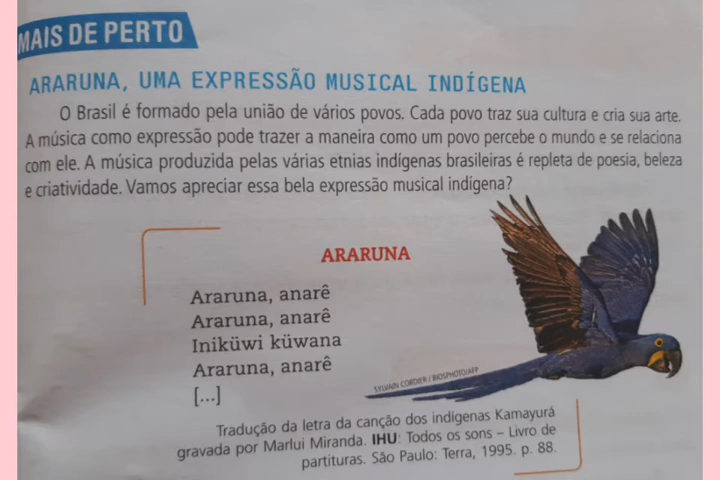 MAIS DE PERTO
ARARUNA, UMA EXPRESSÃO MUSICAL INDÍGENA
O Brasil é formado pela união de vários povos. Cada povo traz sua cultura e cria sua arte.
A música como expressão pode trazer a maneira como um povo percebe o mundo e se relaciona
com ele. A música produzida pelas várias etnias indígenas brasileiras é repleta de poesia, beleza
e criatividade. Vamos apreciar essa bela expressão musical indígena?
ARARUNA
Araruna, anarê
Araruna, anarê
Iniküwi küwana
Araruna, anarê
[...]
SYLVAIN CORDIER / BIOSPHOTO/AFP
Tradução da letra da canção dos indígenas Kamayurá
gravada por Marlui Miranda. IHU: Todos os sons – Livro de
partituras. São Paulo: Terra, 1995. p. 88.